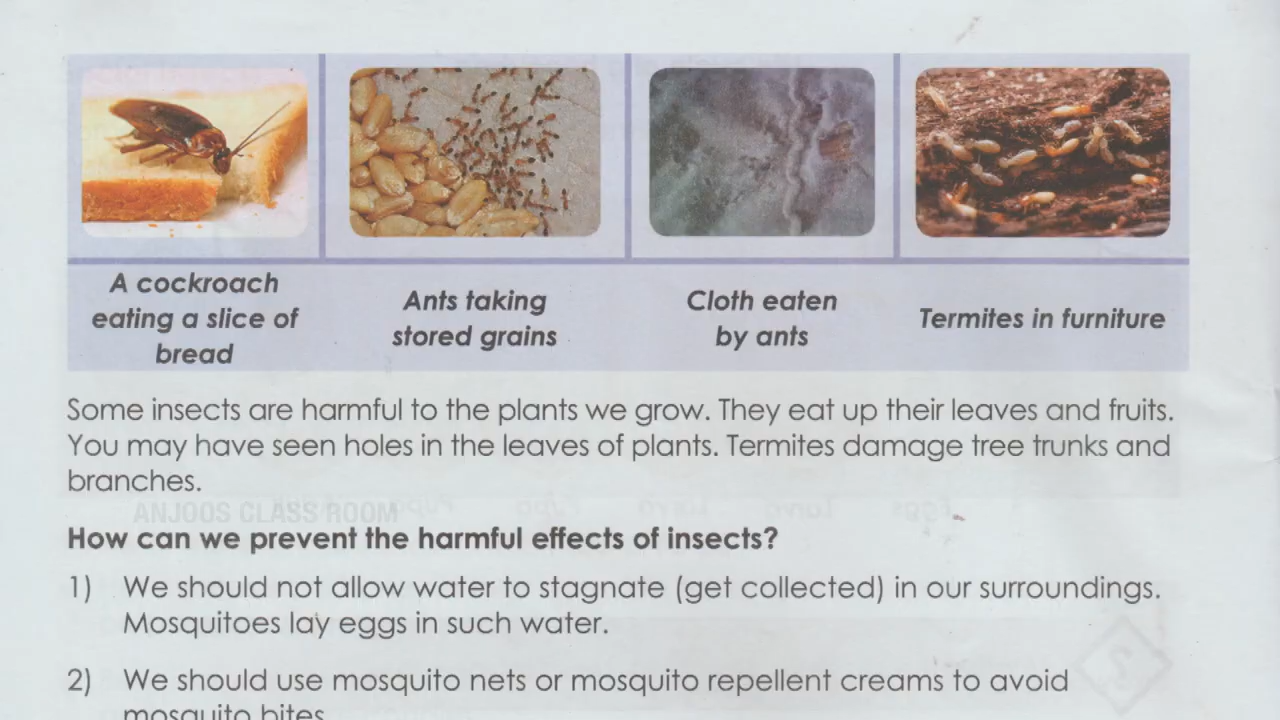 A cockroach
eating a slice of
bread
Ants taking
stored grains
Cloth eaten
by ants
Termites in furniture
Some insects are harmful to the plants we grow. They eat up their leaves and fruits.
You may have seen holes in the leaves of plants. Termites damage tree trunks and
branches.
ANJOOS CLASS ROOM
How can we prevent the harmful effects of insects?
1) We should not allow water to stagnate (get collected) in our surroundings.
Mosquitoes lay eggs in such water.
2) We should use mosquito nets or mosquito repellent creams to avoid
mosquito bites